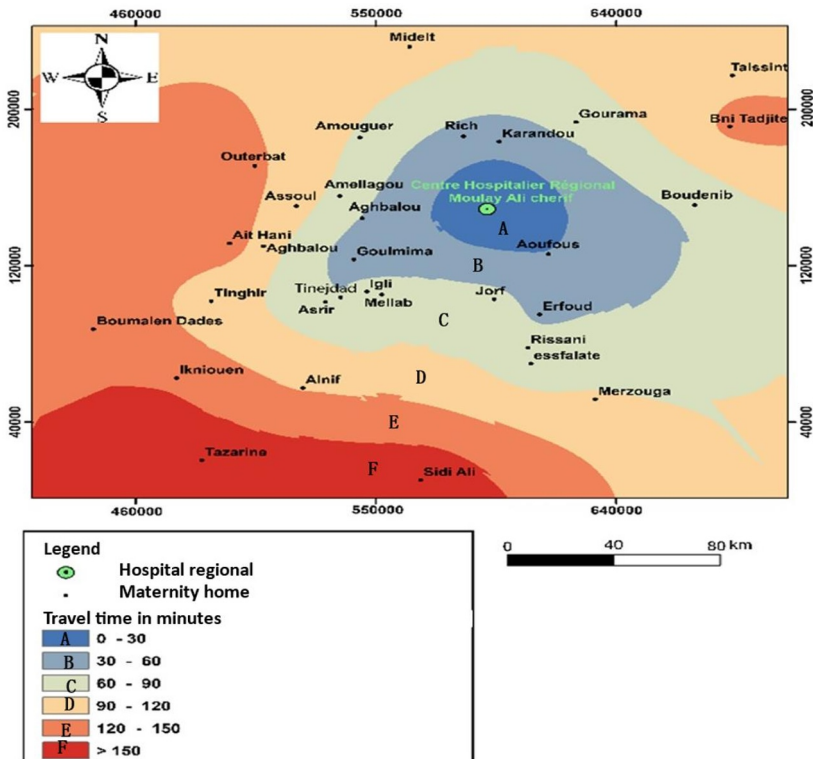 460000 550000 640000
N
W E
S
Midelt
Taissint
200000 200000
Gourama
Bni Tadjite
Amouguer Rich Karandou
Outerbat
Centre Hospitalier Régional
Moulay Ali cherif
Amellagou
Assoul Aghbalou Boudenib
A
Ait Hani Aghbalou Aoufous
Goulmima B
120000 120000
Tinghir Tinejdad Igli
Asrir Mellab Jorf
Erfoud
C
Boumalen Dades
Rissani
essfalate
Ikniouen Alnif D
Merzouga
40000 E 40000
Tazarine F Sidi Ali
460000 550000 640000
Legend
Hospital regional
Maternity home
Travel time in minutes
A 0 - 30
B 30 - 60
C 60 - 90
D 90 - 120
E 120 - 150
F > 150
0 40 80 km